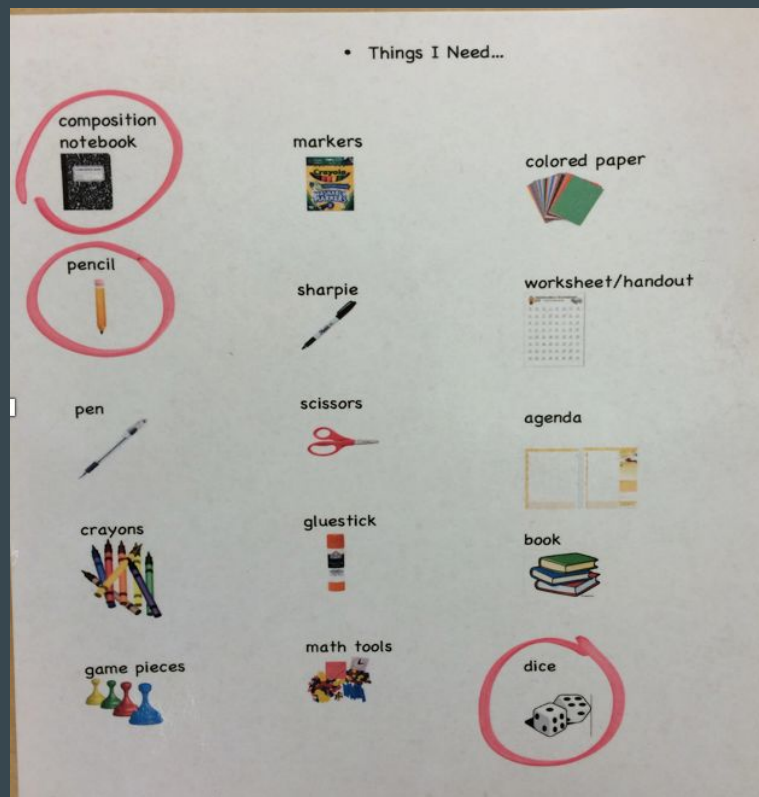 • Things I Need...
composition
notebook
markers
Crayola
colored paper
pencil
sharpie
worksheet/handout
pen
scissors
agenda
crayons
gluestick
book
game pieces
math tools
dice